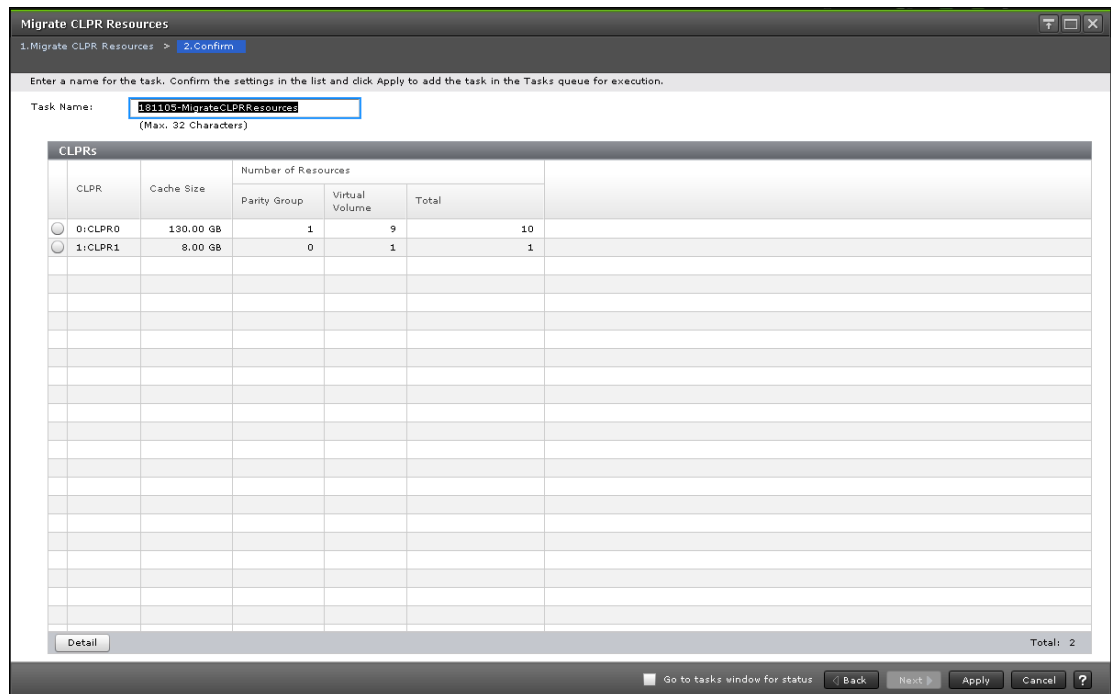 Migrate CLPR Resources
1.Migrate CLPR Resources > 2.Confirm
Enter a name for the task. Confirm the settings in the list and click Apply to add the task in the Tasks queue for execution.
Task Name: 181105-MigrateCLPRResources
(Max. 32 Characters)
CLPRs
CLPR Cache Size Number of Resources
Parity Group Virtual Volume Total
0:CLPR0 130.00 GB 1 9 10
1:CLPR1 8.00 GB 0 1 1
Detail Total: 2
Go to tasks window for status Back Next Apply Cancel ?